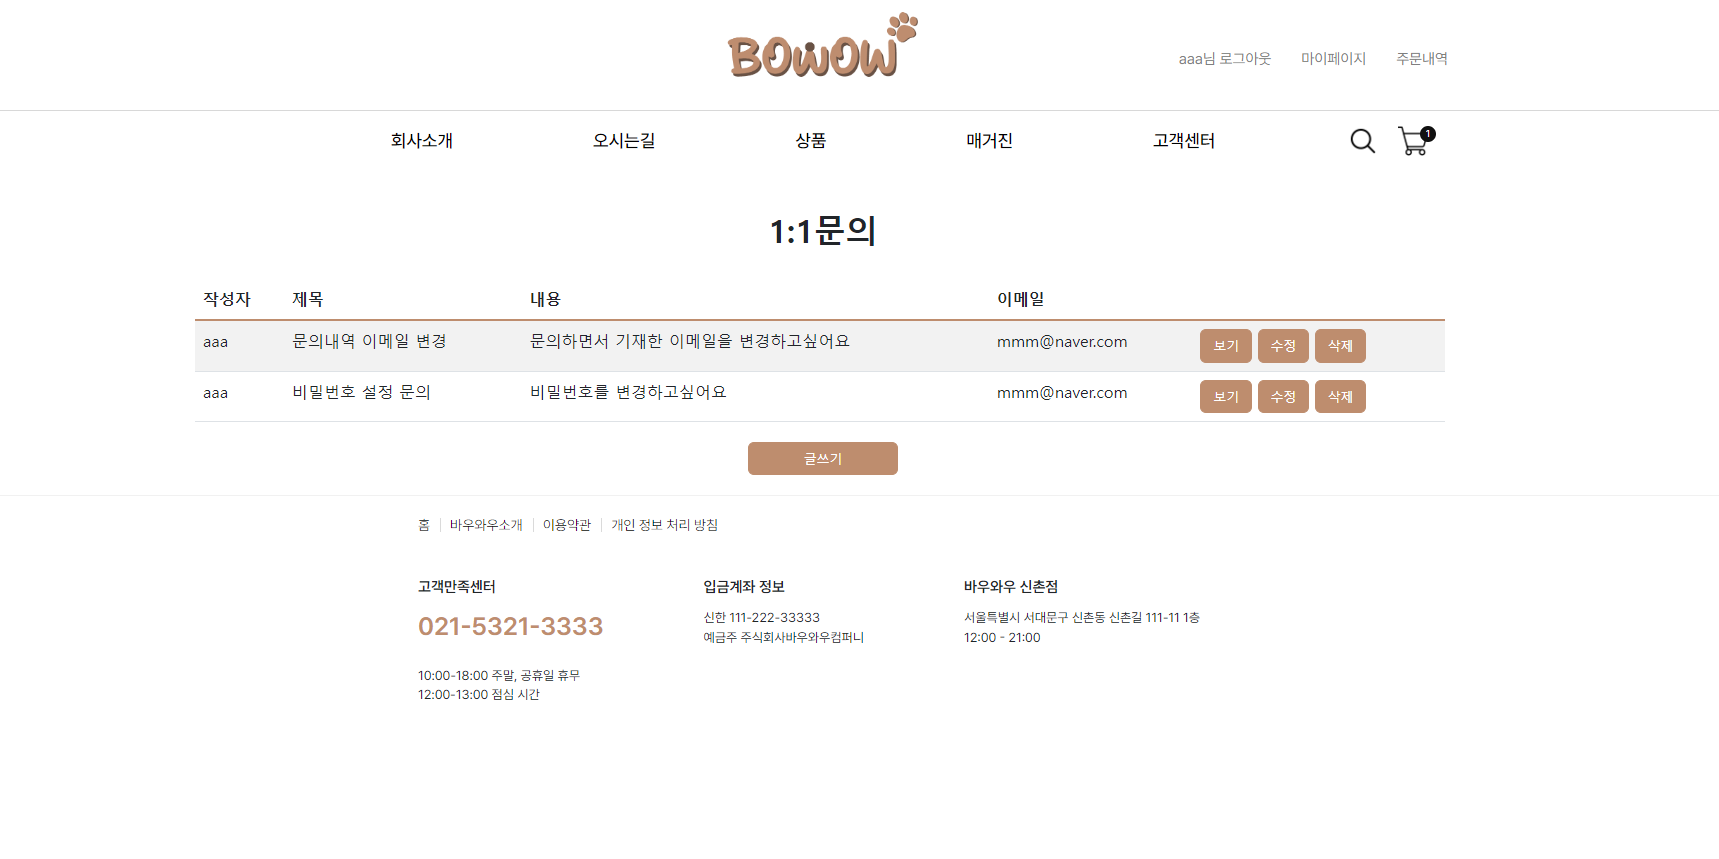 BOWOW
aaa님 로그아웃 마이페이지 주문내역
회사소개 오시는길 상품 매거진 고객센터 1
1:1문의
작성자 제목 내용 이메일
aaa 문의내역 이메일 변경 문의하면서 기재한 이메일을 변경하고싶어요 mmm@naver.com 보기 수정 삭제
aaa 비밀번호 설정 문의 비밀번호를 변경하고싶어요 mmm@naver.com 보기 수정 삭제
글쓰기
홈 바우와우소개 이용약관 개인 정보 처리 방침
고객만족센터
021-5321-3333
10:00-18:00 주말, 공휴일 휴무
12:00-13:00 점심 시간
입금계좌 정보
신한 111-222-33333
예금주 주식회사바우와우컴퍼니
바우와우 신촌점
서울특별시 서대문구 신촌동 신촌길 111-11 1층
12:00 - 21:00